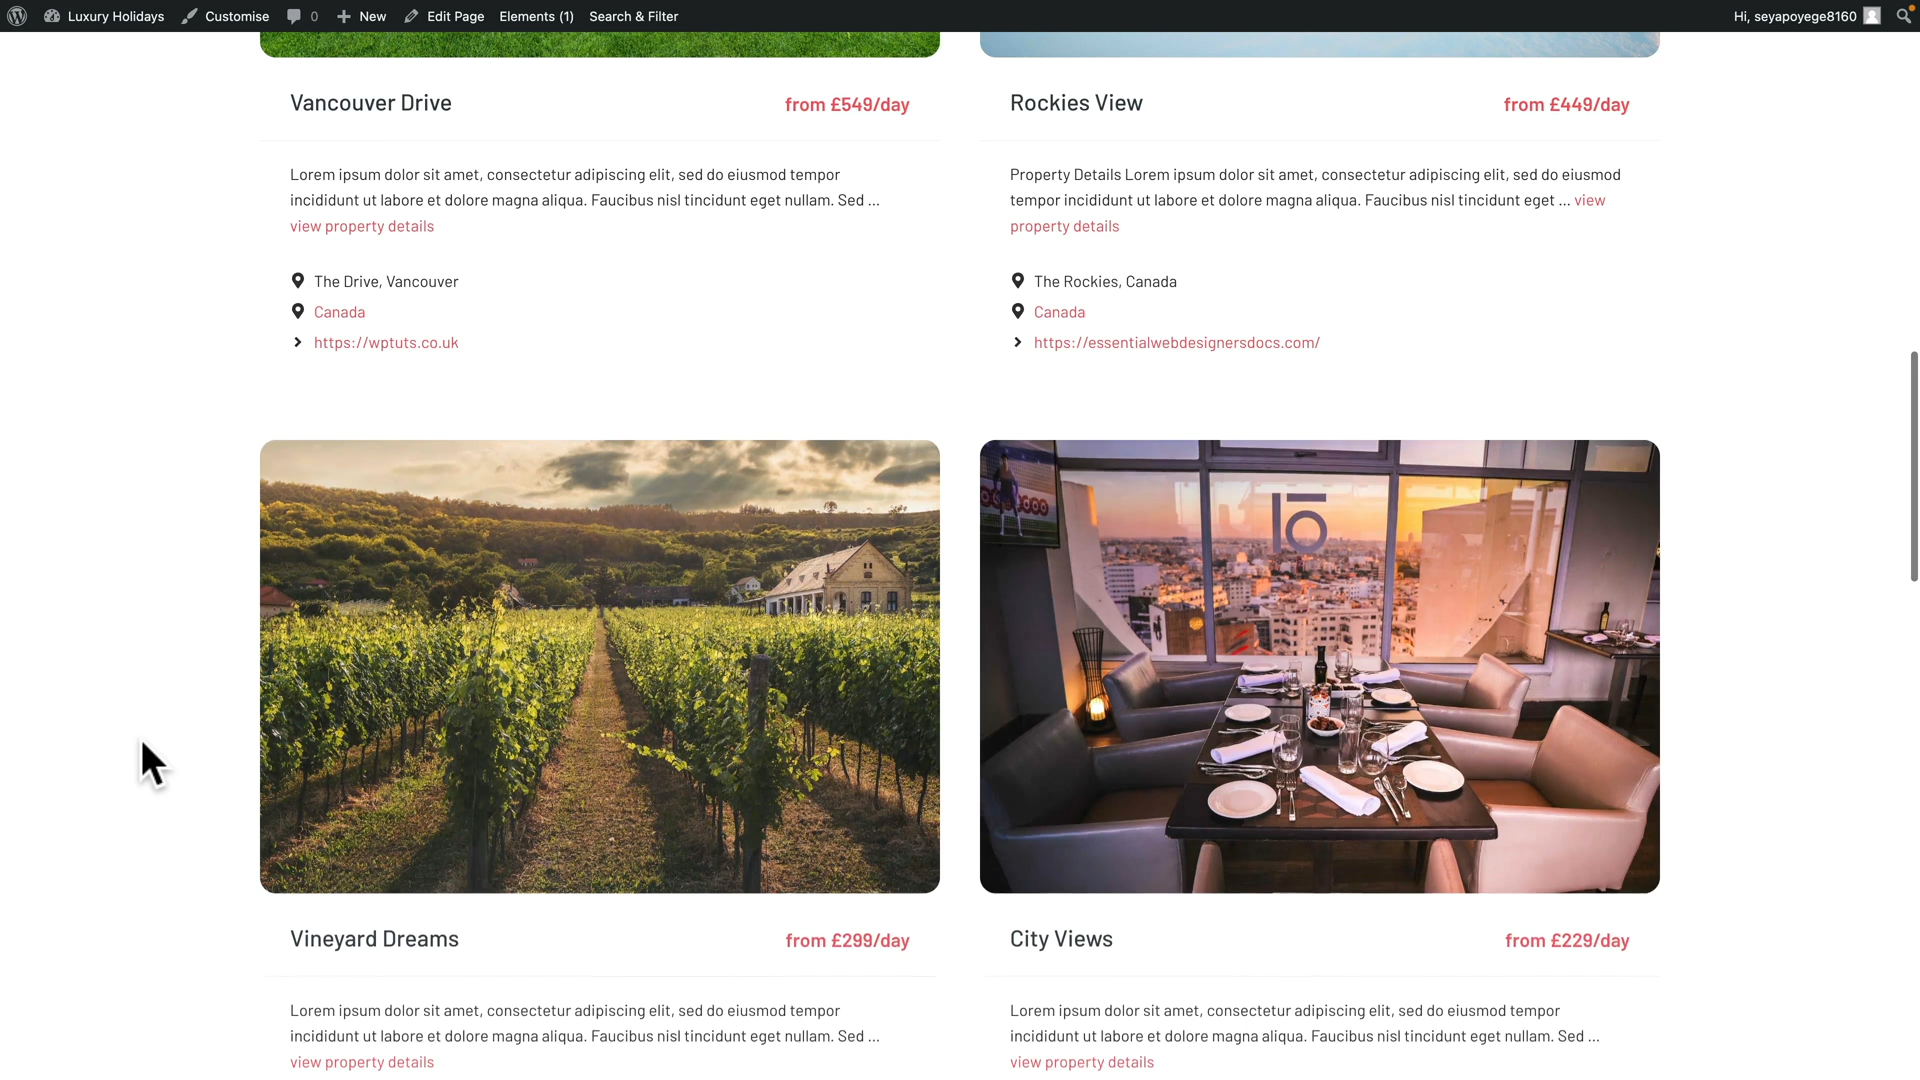 Luxury Holidays Customise 0 New Edit Page Elements (1) Search & Filter Hi, seyapoyege8160
Vancouver Drive from £549/day
Lorem ipsum dolor sit amet, consectetur adipiscing elit, sed do eiusmod tempor
incididunt ut labore et dolore magna aliqua. Faucibus nisl tincidunt eget nullam. Sed ...
view property details
The Drive, Vancouver
Canada
https://wptuts.co.uk
Rockies View from £449/day
Property Details Lorem ipsum dolor sit amet, consectetur adipiscing elit, sed do eiusmod
tempor incididunt ut labore et dolore magna aliqua. Faucibus nisl tincidunt eget ... view
property details
The Rockies, Canada
Canada
https://essentialwebdesignersdocs.com/
Vineyard Dreams from £299/day
Lorem ipsum dolor sit amet, consectetur adipiscing elit, sed do eiusmod tempor
incididunt ut labore et dolore magna aliqua. Faucibus nisl tincidunt eget nullam. Sed ...
view property details
City Views from £229/day
Lorem ipsum dolor sit amet, consectetur adipiscing elit, sed do eiusmod tempor
incididunt ut labore et dolore magna aliqua. Faucibus nisl tincidunt eget nullam. Sed ...
view property details